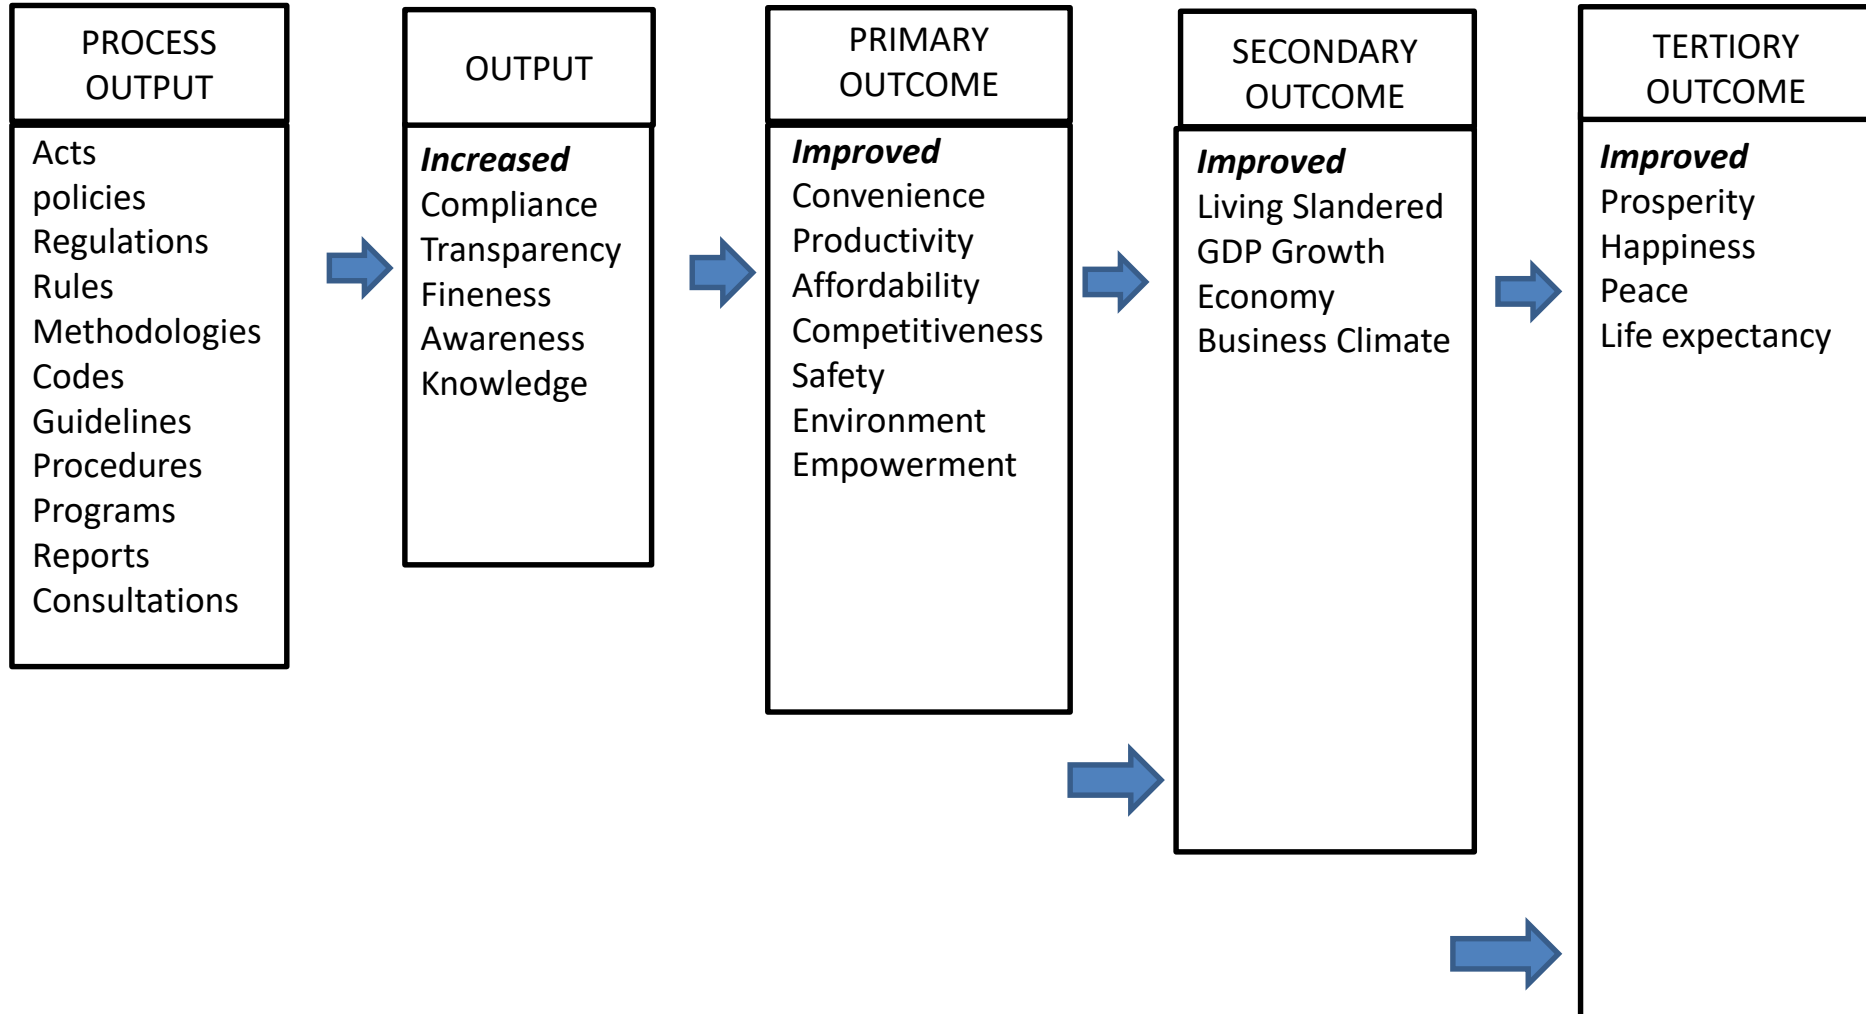 PROCESS
OUTPUT
Acts
policies
Regulations
Rules
Methodologies
Codes
Guidelines
Procedures
Programs
Reports
Consultations
OUTPUT
Increased
Compliance
Transparency
Fineness
Awareness
Knowledge
PRIMARY
OUTCOME
Improved
Convenience
Productivity
Affordability
Competitiveness
Safety
Environment
Empowerment
SECONDARY
OUTCOME
Improved
Living Slandered
GDP Growth
Economy
Business Climate
TERTIORY
OUTCOME
Improved
Prosperity
Happiness
Peace
Life expectancy